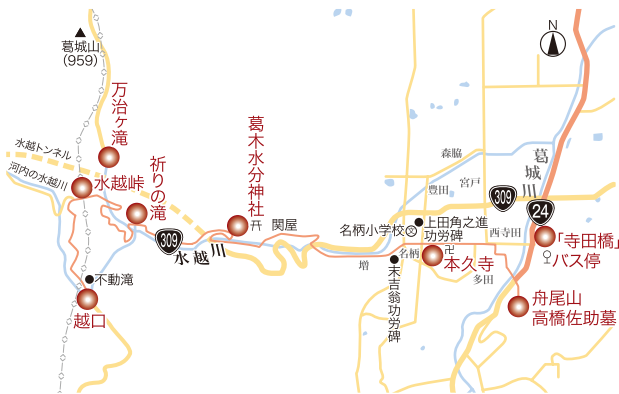 葛城山
(959)
万治ヶ滝
水越トンネル
河内の水越川
水越峠
祈りの滝
葛木水分神社
関屋
309
水越川
不動滝
越口
N
森脇
豊田
宮戸
葛城川
309
24
名柄小学校
文
上田角之進
功労碑
西寺田
「寺田橋」
バス停
増
名柄
卍
本久寺
多田
末吉翁功労碑
舟尾山
高橋佐助墓